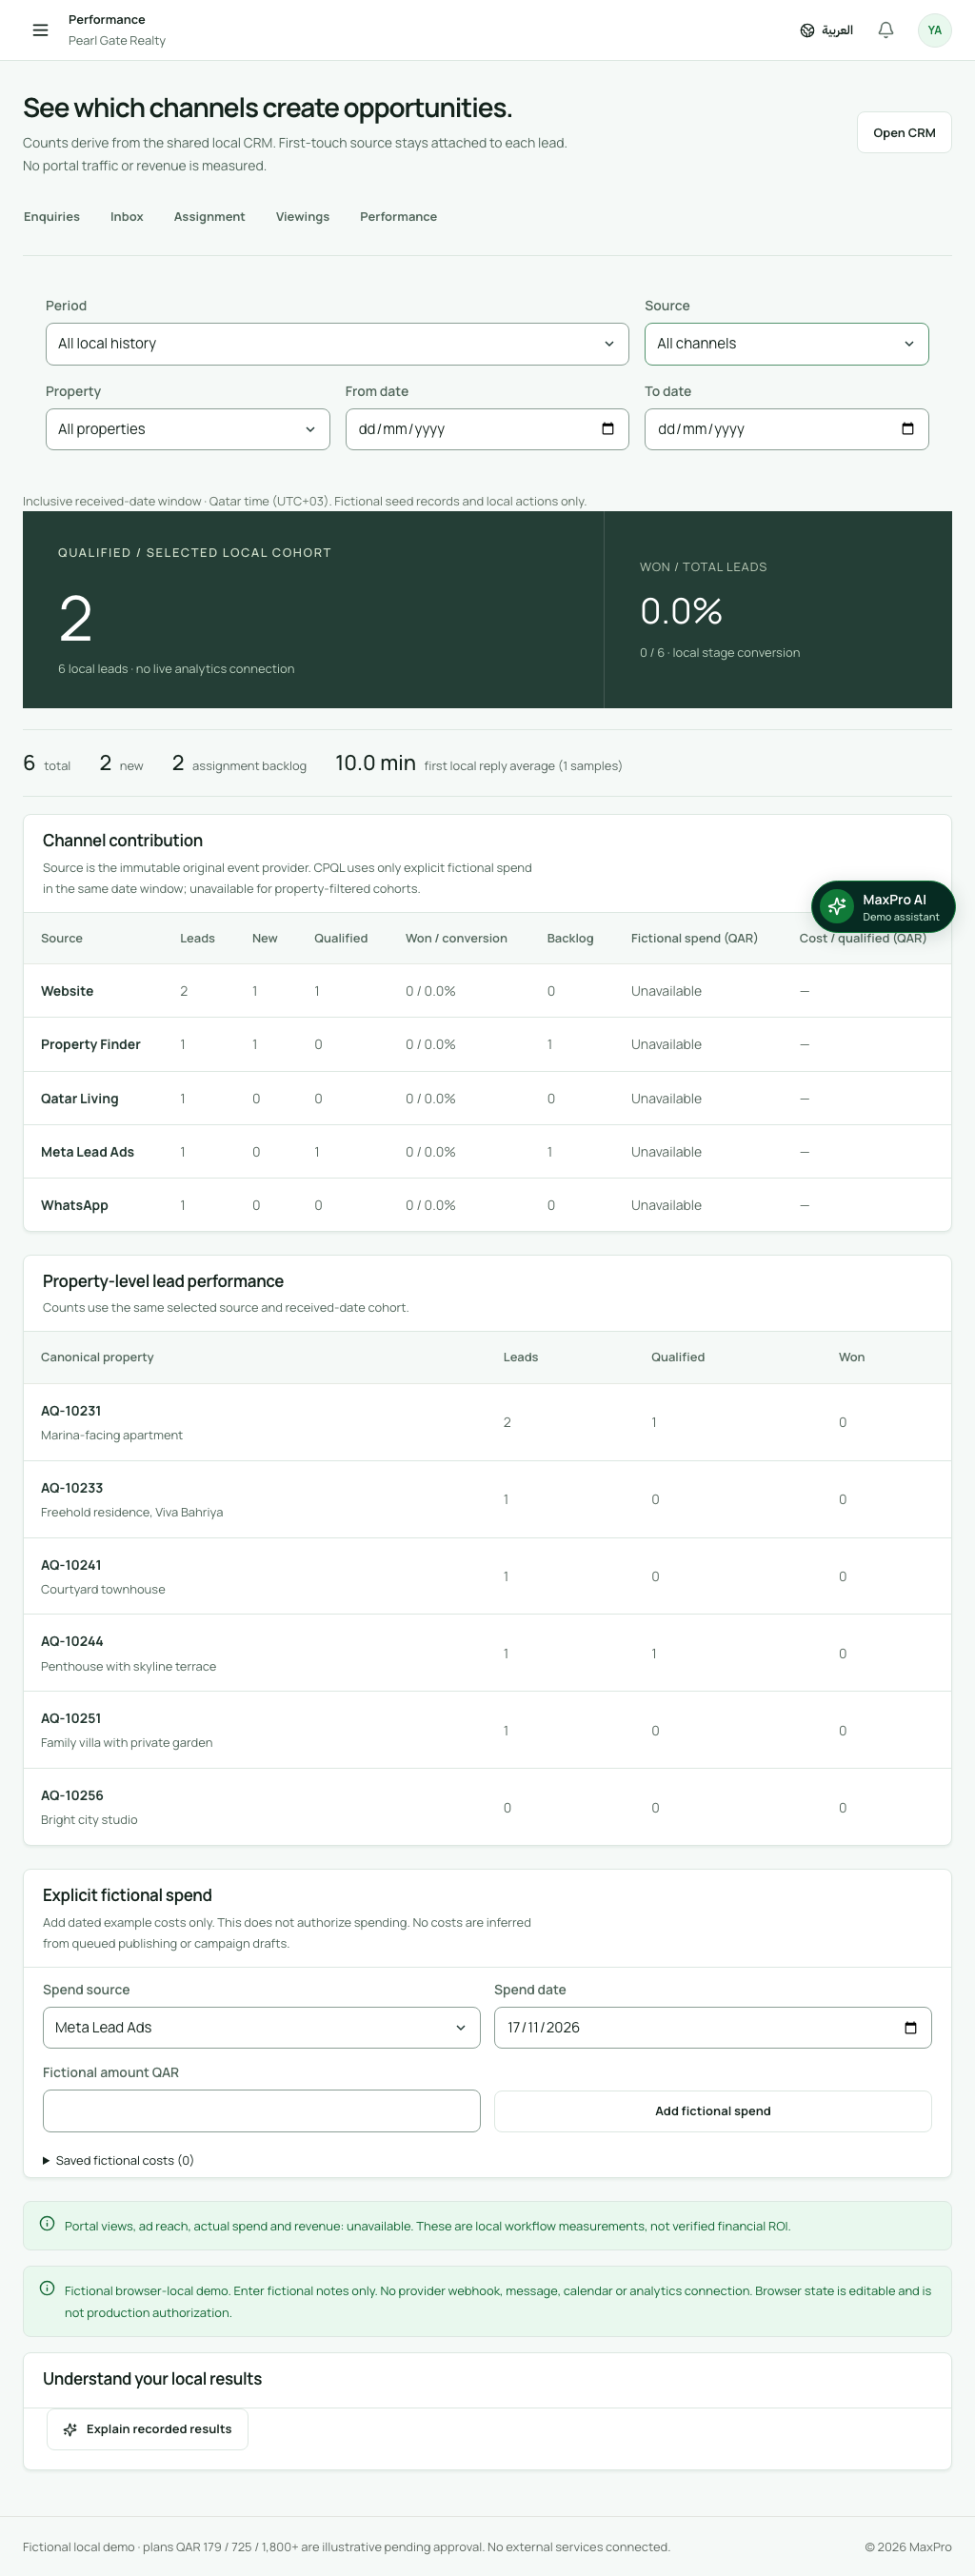 Performance
Pearl Gate Realty
العربية
YA
See which channels create opportunities.
Counts derive from the shared local CRM. First-touch source stays attached to each lead.
No portal traffic or revenue is measured.
Open CRM
Enquiries Inbox Assignment Viewings Performance
Period Source
All local history All channels
Property From date To date
All properties dd/mm/yyyy dd/mm/yyyy
Inclusive received-date window · Qatar time (UTC+03). Fictional seed records and local actions only.
QUALIFIED / SELECTED LOCAL COHORT
2
6 local leads · no live analytics connection
WON / TOTAL LEADS
0.0%
0 / 6 · local stage conversion
6 total 2 new 2 assignment backlog 10.0 min first local reply average (1 samples)
Channel contribution
Source is the immutable original event provider. CPQL uses only explicit fictional spend
in the same date window; unavailable for property-filtered cohorts.
MaxPro AI
Demo assistant
Source Leads New Qualified Won / conversion Backlog Fictional spend (QAR) Cost / qualified (QAR)
Website 2 1 1 0 / 0.0% 0 Unavailable —
Property Finder 1 1 0 0 / 0.0% 1 Unavailable —
Qatar Living 1 0 0 0 / 0.0% 0 Unavailable —
Meta Lead Ads 1 0 1 0 / 0.0% 1 Unavailable —
WhatsApp 1 0 0 0 / 0.0% 0 Unavailable —
Property-level lead performance
Counts use the same selected source and received-date cohort.
Canonical property Leads Qualified Won
AQ-10231
Marina-facing apartment
2 1 0
AQ-10233
Freehold residence, Viva Bahriya
1 0 0
AQ-10241
Courtyard townhouse
1 0 0
AQ-10244
Penthouse with skyline terrace
1 1 0
AQ-10251
Family villa with private garden
1 0 0
AQ-10256
Bright city studio
0 0 0
Explicit fictional spend
Add dated example costs only. This does not authorize spending. No costs are inferred
from queued publishing or campaign drafts.
Spend source Spend date
Meta Lead Ads 17/11/2026
Fictional amount QAR
Add fictional spend
Saved fictional costs (0)
Portal views, ad reach, actual spend and revenue: unavailable. These are local workflow measurements, not verified financial ROI.
Fictional browser-local demo. Enter fictional notes only. No provider webhook, message, calendar or analytics connection. Browser state is editable and is
not production authorization.
Understand your local results
Explain recorded results
Fictional local demo · plans QAR 179 / 725 / 1,800+ are illustrative pending approval. No external services connected.
© 2026 MaxPro